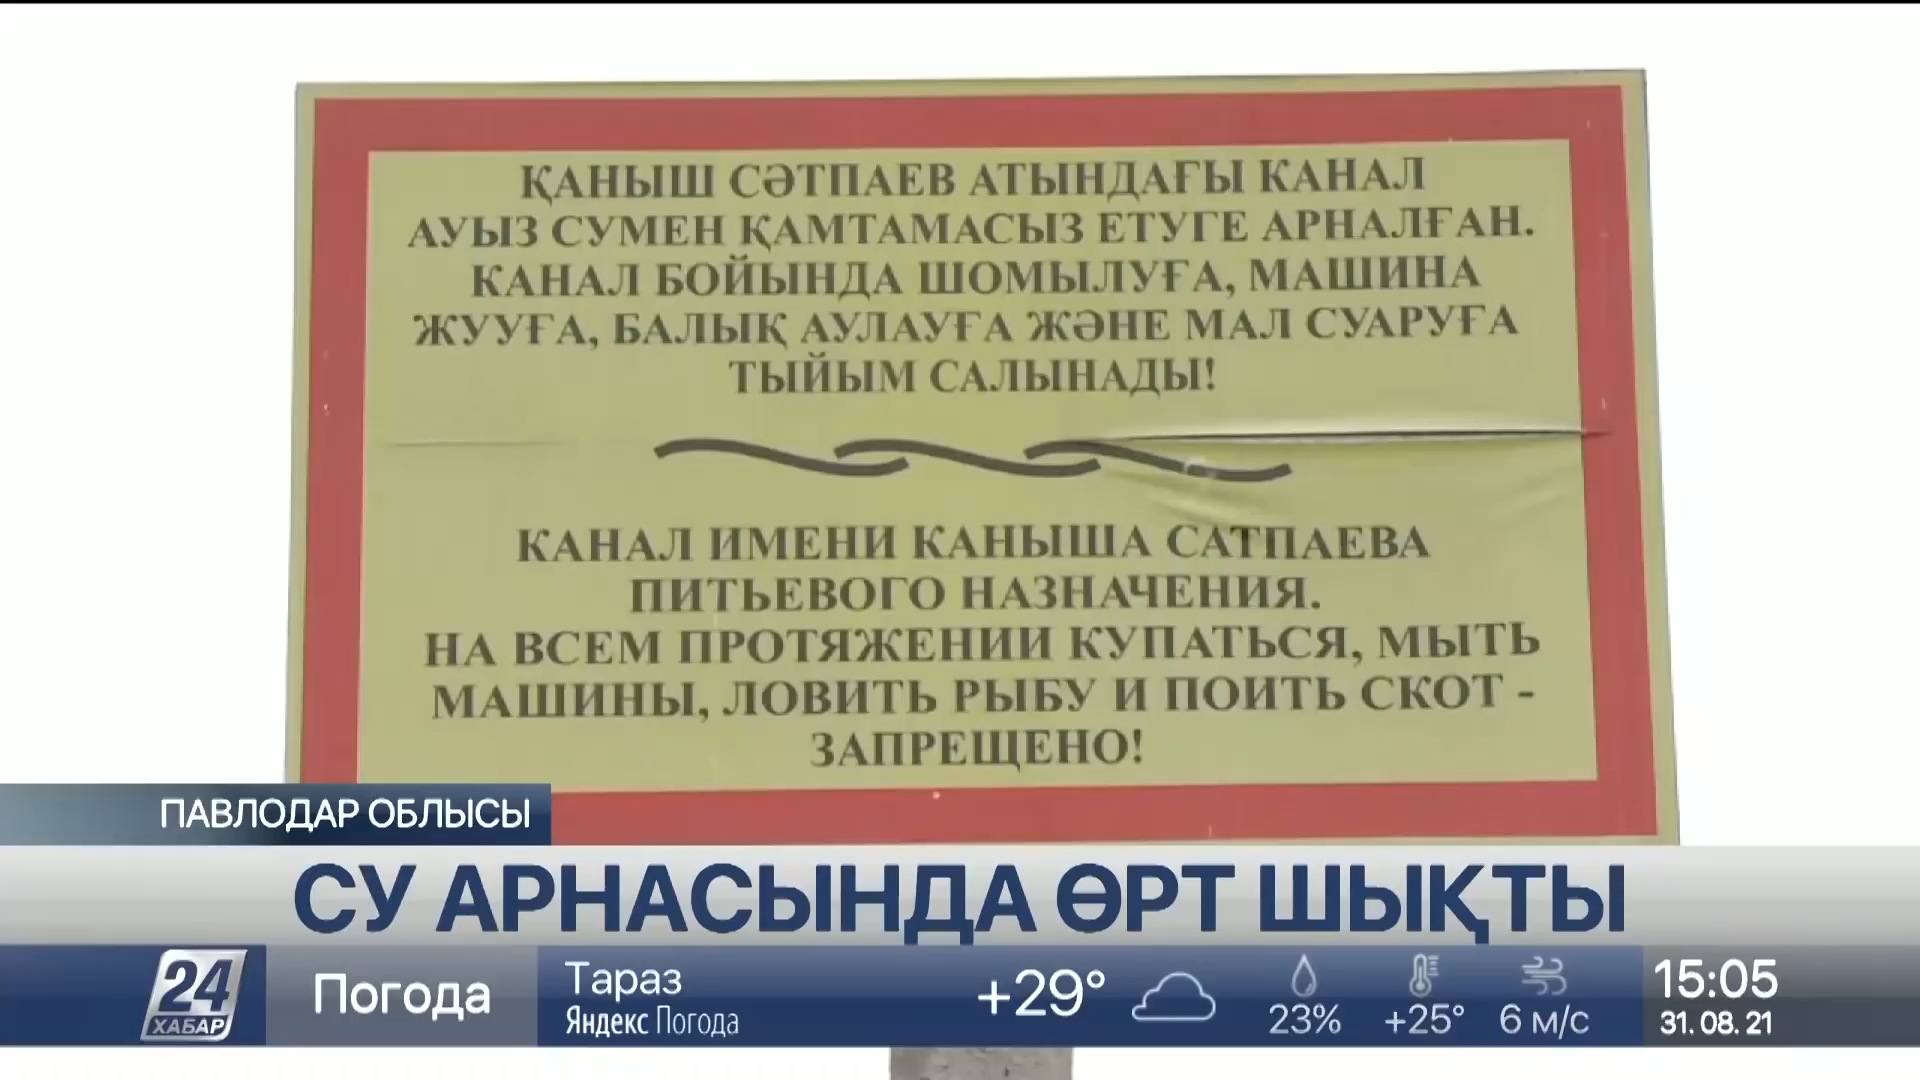 ҚАНЫШ СӘТПАЕВ АТЫНДАҒЫ КАНАЛ
АУЫЗ СУМЕН ҚАМТАМАСЫЗ ЕТУГЕ АРНАЛҒАН.
КАНАЛ БОЙЫНДА ШОМЫЛУҒА, МАШИНА
ЖУУҒА, БАЛЫҚ АУЛАУҒА ЖӘНЕ МАЛ СУАРУҒА
ТЫЙЫМ САЛЫНАДЫ!
КАНАЛ ИМЕНИ КАНЫША САТПАЕВА
ПИТЬЕВОГО НАЗНАЧЕНИЯ.
НА ВСЕМ ПРОТЯЖЕНИИ КУПАТЬСЯ, МЫТЬ
МАШИНЫ, ЛОВИТЬ РЫБУ И ПОИТЬ СКОТ -
ЗАПРЕЩЕНО!
ПАВЛОДАР ОБЛЫСЫ
СУ АРНАСЫНДА ӨРТ ШЫҚТЫ
24
ХАБАР
Погода
Тараз
Яндекс Погода
+29°
23%
+25°
6 м/с
15:05
31.08.21